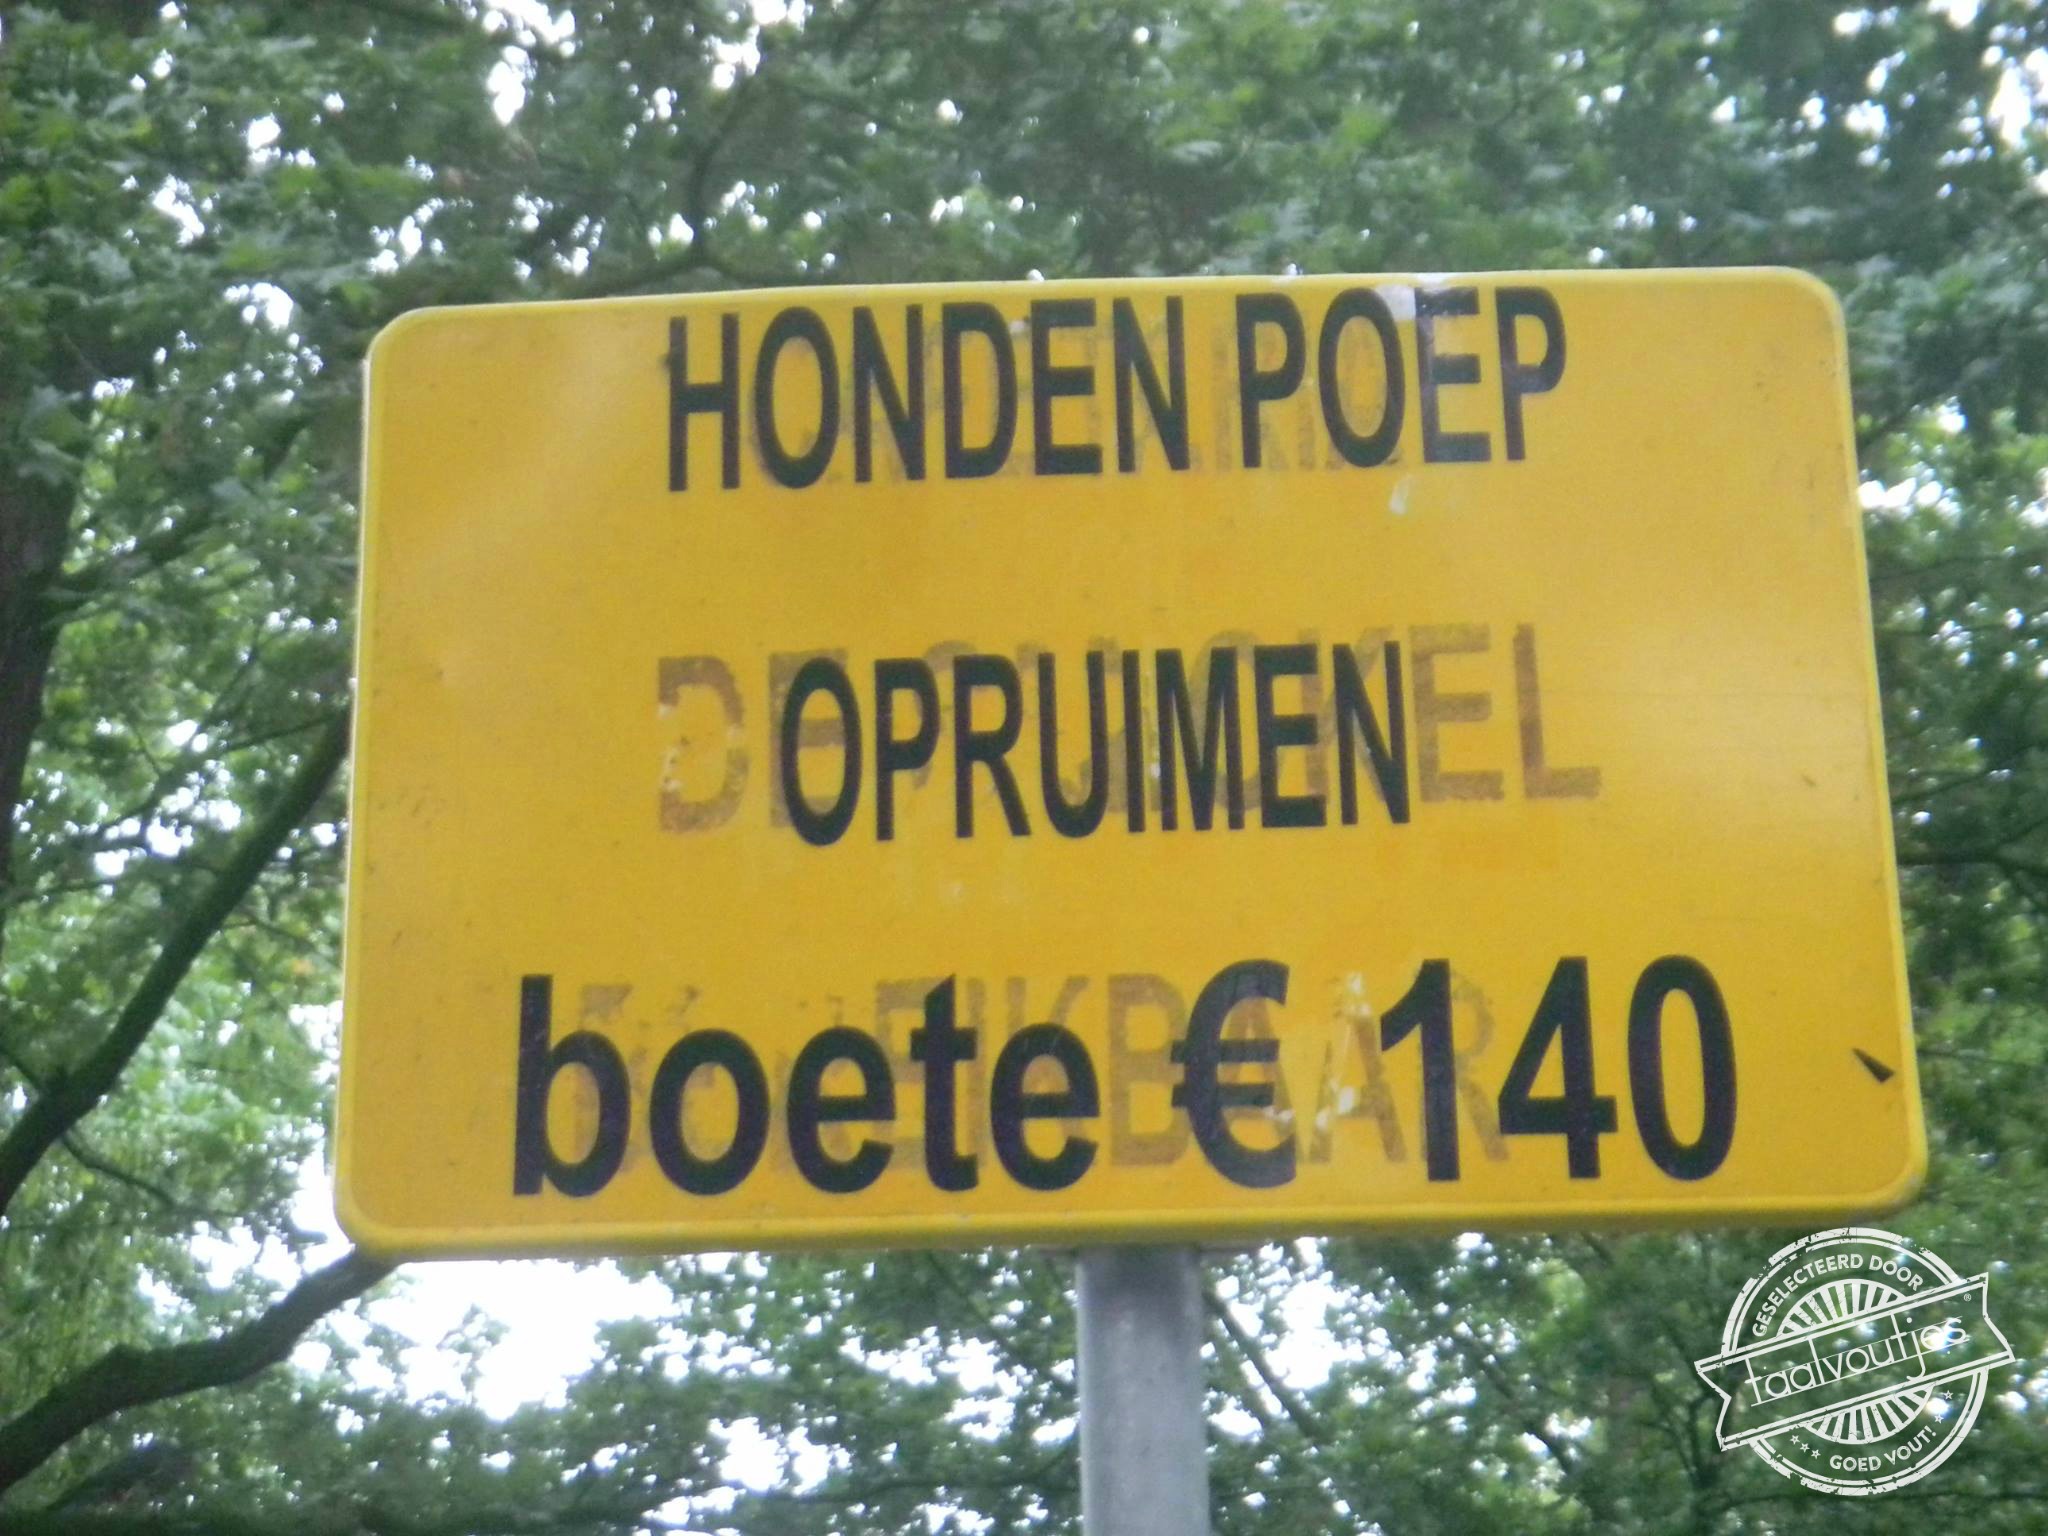 HONDEN POEP
OPRUIMEN
boete € 140
GESELECTEERD DOOR
taalvoutjes
GOED VOUT!